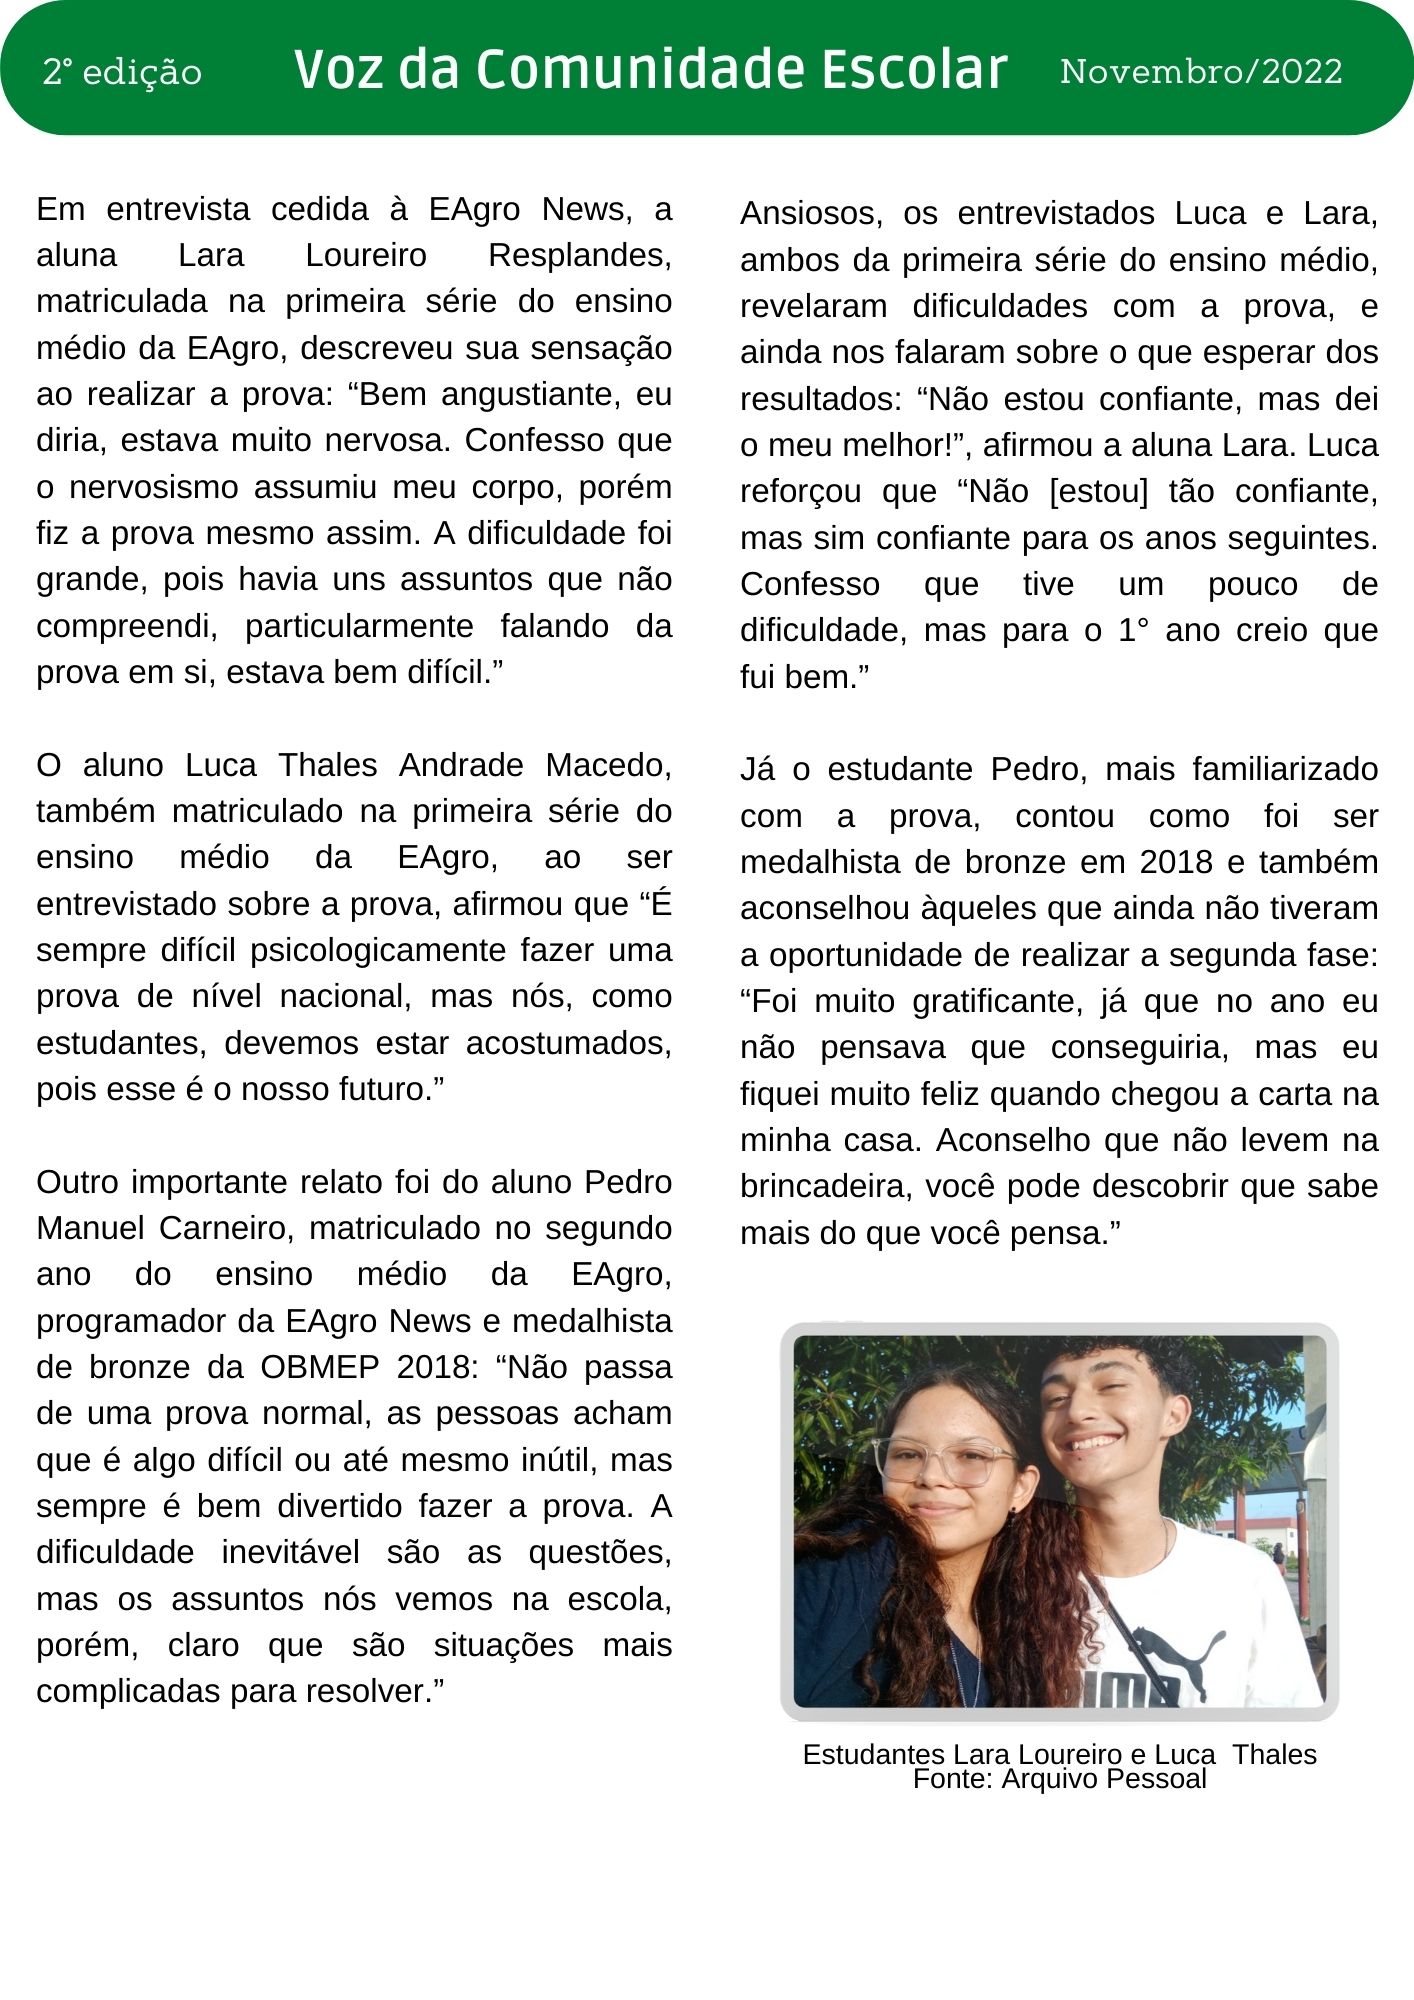 2° edição
Voz da Comunidade Escolar
Novembro/2022
Em entrevista cedida à EAgro News, a
aluna Lara Loureiro Resplandes,
matriculada na primeira série do ensino
médio da EAgro, descreveu sua sensação
ao realizar a prova: “Bem angustiante, eu
diria, estava muito nervosa. Confesso que
o nervosismo assumiu meu corpo, porém
fiz a prova mesmo assim. A dificuldade foi
grande, pois havia uns assuntos que não
compreendi, particularmente falando da
prova em si, estava bem difícil.”
O aluno Luca Thales Andrade Macedo,
também matriculado na primeira série do
ensino médio da EAgro, ao ser
entrevistado sobre a prova, afirmou que “É
sempre difícil psicologicamente fazer uma
prova de nível nacional, mas nós, como
estudantes, devemos estar acostumados,
pois esse é o nosso futuro.”
Outro importante relato foi do aluno Pedro
Manuel Carneiro, matriculado no segundo
ano do ensino médio da EAgro,
programador da EAgro News e medalhista
de bronze da OBMEP 2018: “Não passa
de uma prova normal, as pessoas acham
que é algo difícil ou até mesmo inútil, mas
sempre é bem divertido fazer a prova. A
dificuldade inevitável são as questões,
mas os assuntos nós vemos na escola,
porém, claro que são situações mais
complicadas para resolver.”
Ansiosos, os entrevistados Luca e Lara,
ambos da primeira série do ensino médio,
revelaram dificuldades com a prova, e
ainda nos falaram sobre o que esperar dos
resultados: “Não estou confiante, mas dei
o meu melhor!”, afirmou a aluna Lara. Luca
reforçou que “Não [estou] tão confiante,
mas sim confiante para os anos seguintes.
Confesso que tive um pouco de
dificuldade, mas para o 1° ano creio que
fui bem.”
Já o estudante Pedro, mais familiarizado
com a prova, contou como foi ser
medalhista de bronze em 2018 e também
aconselhou àqueles que ainda não tiveram
a oportunidade de realizar a segunda fase:
“Foi muito gratificante, já que no ano eu
não pensava que conseguiria, mas eu
fiquei muito feliz quando chegou a carta na
minha casa. Aconselho que não levem na
brincadeira, você pode descobrir que sabe
mais do que você pensa.”
Estudantes Lara Loureiro e Luca  Thales
Fonte: Arquivo Pessoal